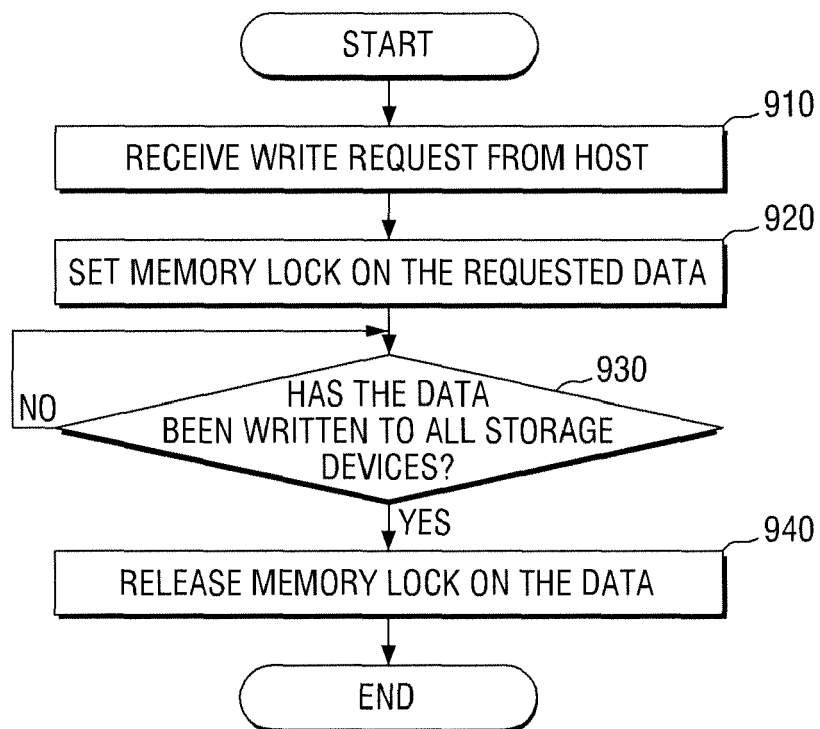 START
910
RECEIVE WRITE REQUEST FROM HOST
920
SET MEMORY LOCK ON THE REQUESTED DATA
930
HAS THE DATA
BEEN WRITTEN TO ALL STORAGE
DEVICES?
NO
YES
940
RELEASE MEMORY LOCK ON THE DATA
END